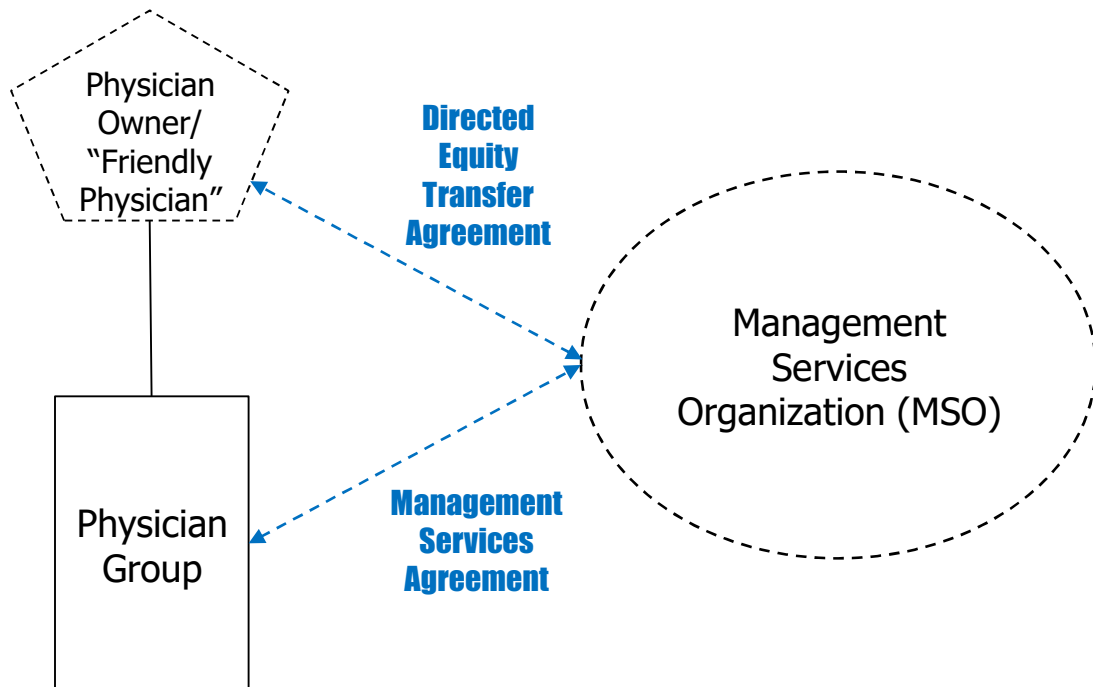 Physician
Owner/
“Friendly
Physician”
Directed
Equity
Transfer
Agreement
Management
Services
Organization (MSO)
Management
Services
Agreement
Physician
Group